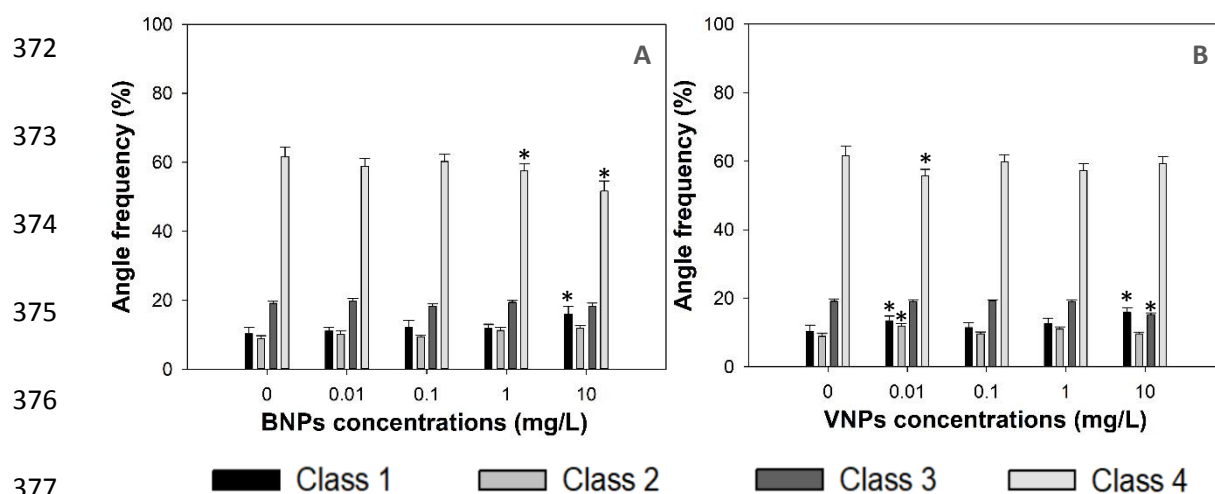 372
373
374
375
376
377
100
80
60
40
20
0
Angle frequency (%)
A
*
*
*
0 0.01 0.1 1 10
BNPs concentrations (mg/L)
100
80
60
40
20
0
Angle frequency (%)
B
*
*
*
*
*
0 0.01 0.1 1 10
VNPs concentrations (mg/L)
Class 1 Class 2 Class 3 Class 4